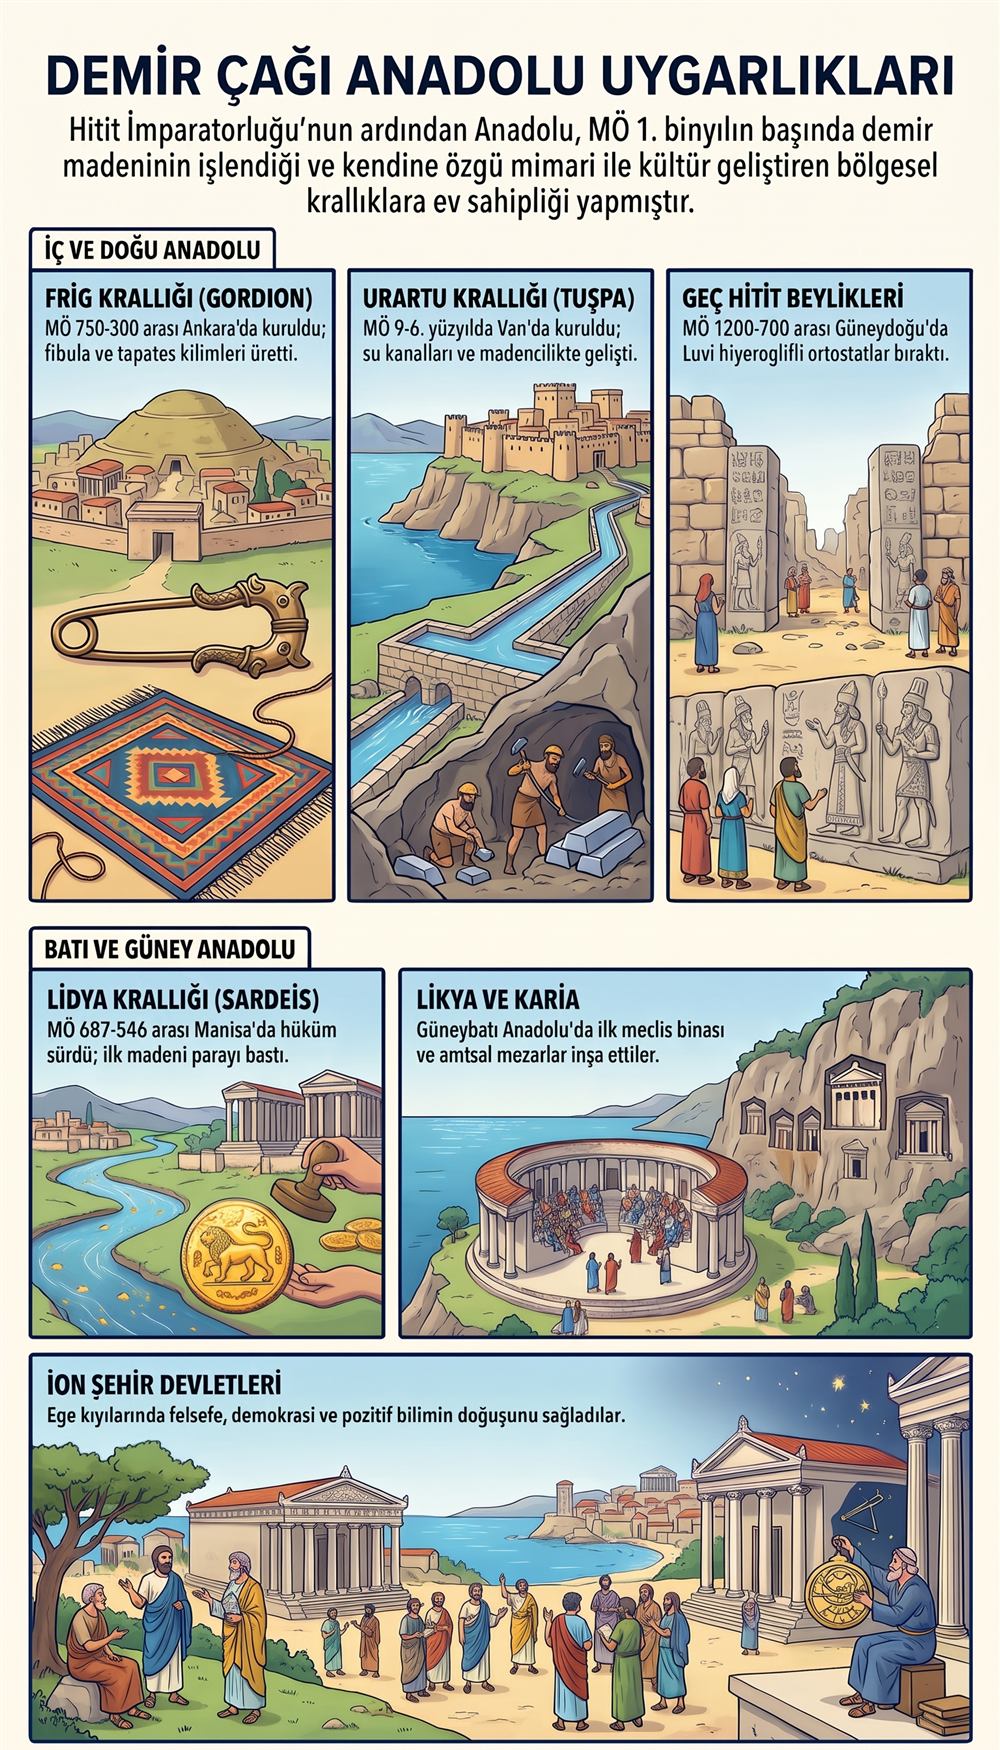 DEMİR ÇAĞI ANADOLU UYGARLIKLARI
Hitit İmparatorluğu'nun ardından Anadolu, MÖ 1. binyılın başında demir
madeninin işlendiği ve kendine özgü mimari ile kültür geliştiren bölgesel
krallıklara ev sahipliği yapmıştır.
İÇ VE DOĞU ANADOLU
FRİG KRALLIĞI (GORDION)
MÖ 750-300 arası Ankara'da kuruldu;
fibula ve tapates kilimleri üretti.
URARTU KRALLIĞI (TUŞPA)
MÖ 9-6. yüzyılda Van'da kuruldu;
su kanalları ve madencilikte gelişti.
GEÇ HİTİT BEYLİKLERİ
MÖ 1200-700 arası Güneydoğu'da
Luvi hiyeroglifli ortostatlar bıraktı.
BATI VE GÜNEY ANADOLU
LİDYA KRALLIĞI (SARDEİS)
MÖ 687-546 arası Manisa'da hüküm
sürdü; ilk madeni parayı bastı.
LİKYA VE KARIA
Güneybatı Anadolu'da ilk meclis binası
ve amtsal mezarlar inşa ettiler.
İON ŞEHİR DEVLETLERİ
Ege kıyılarında felsefe, demokrasi ve pozitif bilimin doğuşunu sağladılar.